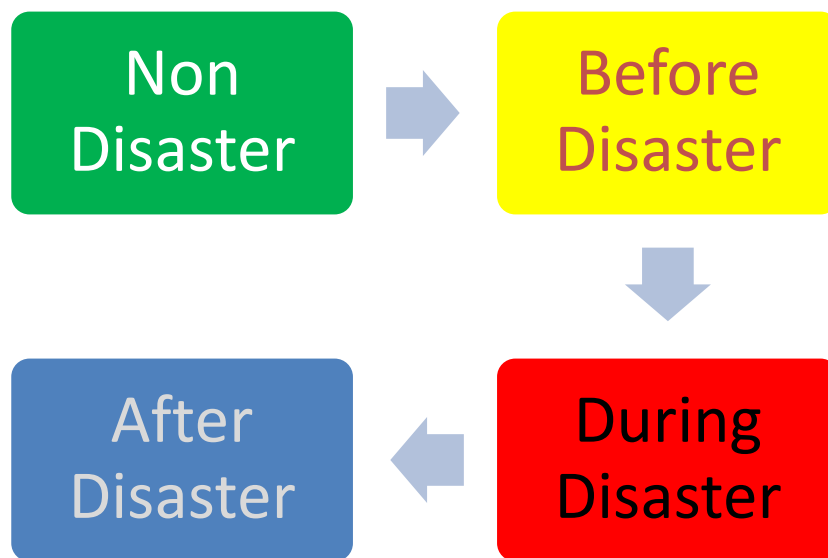 Non
Disaster
Before
Disaster
During
Disaster
After
Disaster